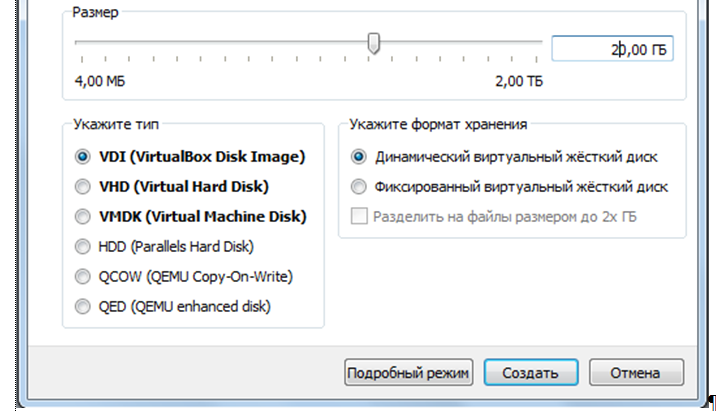 Размер
20,00 ГБ
4,00 МБ 2,00 ТБ
Укажите тип
VDI (VirtualBox Disk Image)
VHD (Virtual Hard Disk)
VMDK (Virtual Machine Disk)
HDD (Parallels Hard Disk)
QCOW (QEMU Copy-On-Write)
QED (QEMU enhanced disk)
Укажите формат хранения
Динамический виртуальный жёсткий диск
Фиксированный виртуальный жёсткий диск
Разделить на файлы размером до 2х ГБ
Подробный режим Создать Отмена
¶